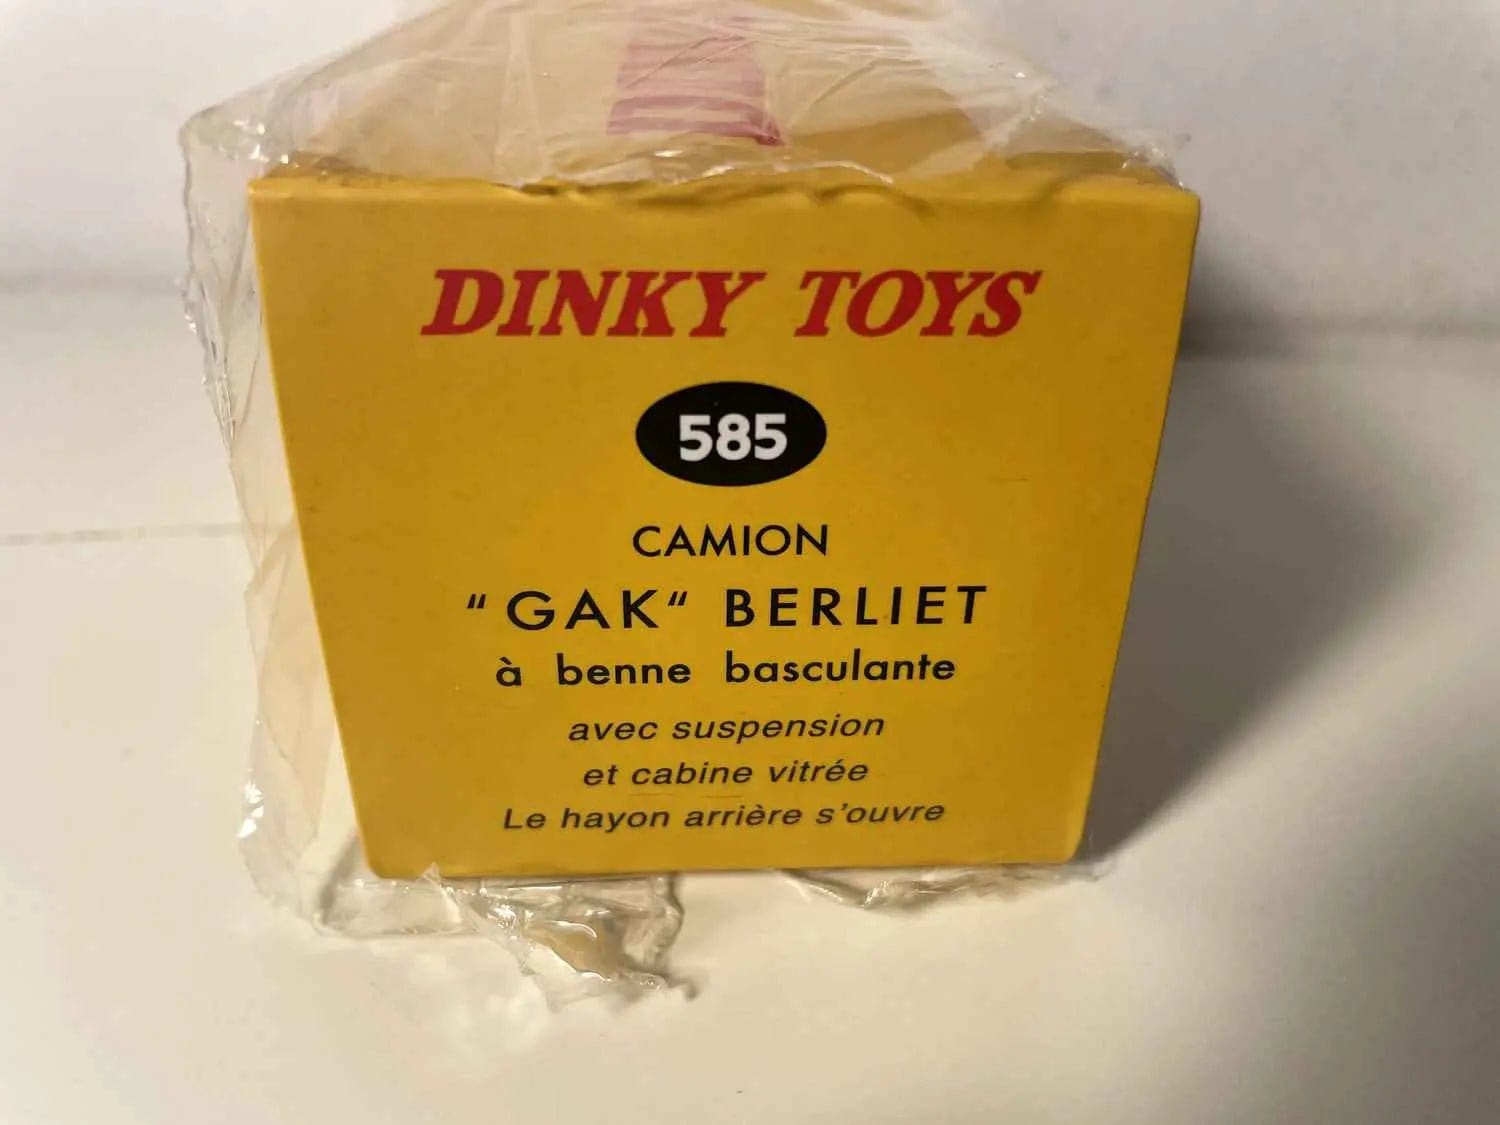 DINKY TOYS
585
CAMION
"GAK" BERLIET
à benne basculante
avec suspension
et cabine vitrée
Le hayon arrière s'ouvre